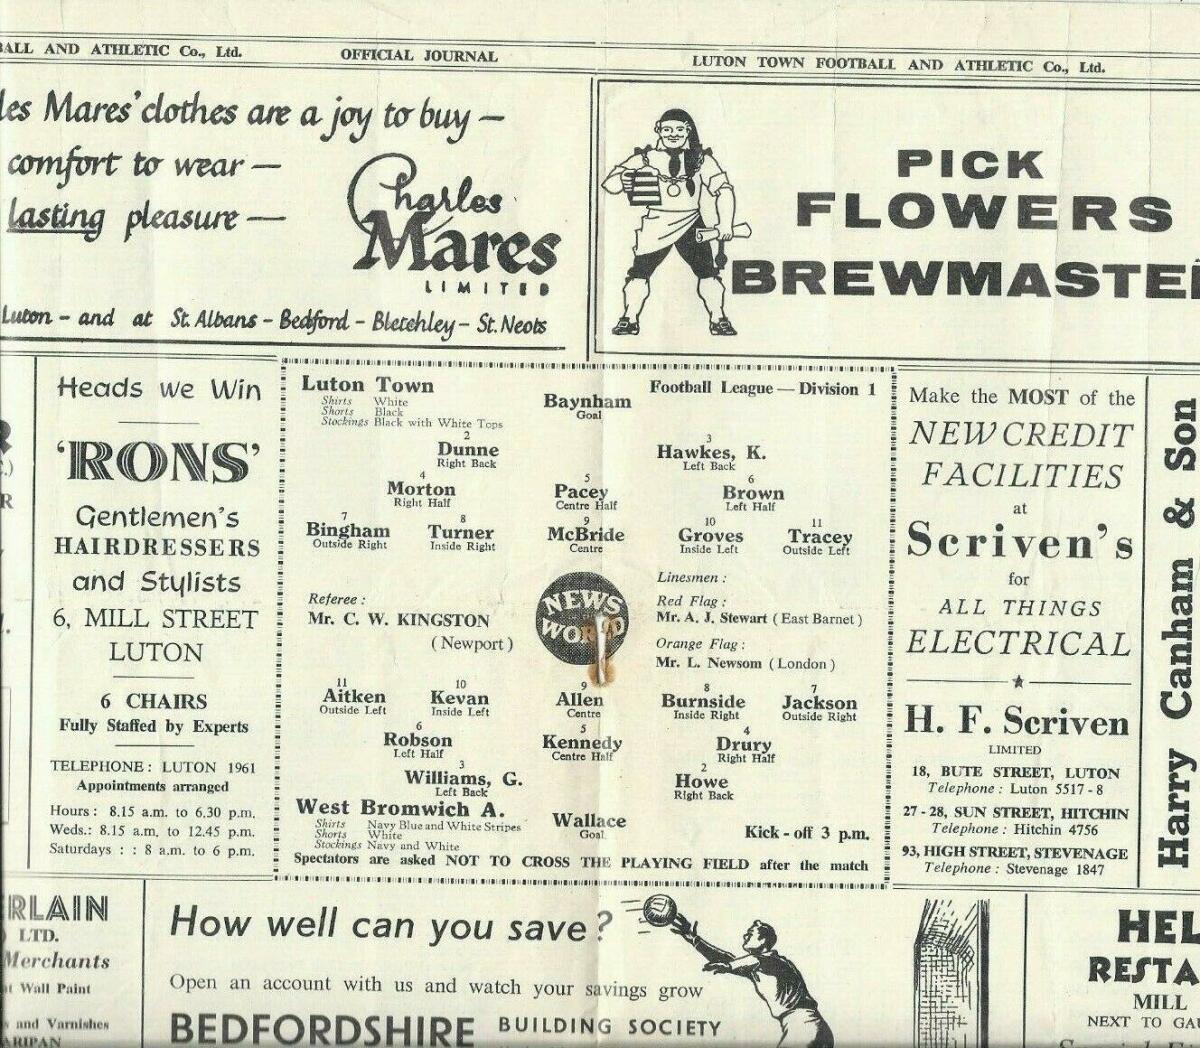 BALL AND ATHLETIC Co., Ltd.
OFFICIAL JOURNAL
LUTON TOWN FOOTBALL AND ATHLETIC Co., Ltd.
les Mares' clothes are a joy to buy —
comfort to wear —
lasting pleasure —
Charles
Mares
LIMITED
Luton - and at St. Albans - Bedford - Bletchley - St. Neots
PICK
FLOWERS
BREWMASTE
Heads we Win
'RONS'
Gentlemen's
HAIRDRESSERS
and Stylists
6, MILL STREET
LUTON
6 CHAIRS
Fully Staffed by Experts
TELEPHONE: LUTON 1961
Appointments arranged
Hours: 8.15 a.m. to 6.30 p.m.
Weds.: 8.15 a.m. to 12.45 p.m.
Saturdays : : 8 a.m. to 6 p.m.
Luton Town
Football League — Division 1
Shirts White
Shorts Black
Stockings Black with White Tops
Baynham
Goal
2 3
Dunne Hawkes, K.
Right Back Left Back
4 5 6
Morton Pacey Brown
Right Half Centre Half Left Half
7 8 9 10 11
Bingham Turner McBride Groves Tracey
Outside Right Inside Right Centre Inside Left Outside Left
Referee:
Mr. C. W. KINGSTON
(Newport)
NEWS
WORLD
Linesmen:
Red Flag:
Mr. A. J. Stewart (East Barnet)
Orange Flag:
Mr. L. Newsom (London)
11 10 9 8 7
Aitken Kevan Allen Burnside Jackson
Outside Left Inside Left Centre Inside Right Outside Right
6 5 4
Robson Kennedy Drury
Left Half Centre Half Right Half
3 2
Williams, G. Howe
Left Back Right Back
West Bromwich A.
Shirts Navy Blue and White Stripes
Shorts White
Stockings Navy and White
Wallace
Goal
Kick-off 3 p.m.
Spectators are asked NOT TO CROSS THE PLAYING FIELD after the match
Make the MOST of the
NEW CREDIT
FACILITIES
at
Scriven's
for
ALL THINGS
ELECTRICAL
H. F. Scriven
LIMITED
18, BUTE STREET, LUTON
Telephone: Luton 5517-8
27-28, SUN STREET, HITCHIN
Telephone: Hitchin 4756
93, HIGH STREET, STEVENAGE
Telephone: Stevenage 1847
Harry Canham & Son
RLAIN
LTD.
Merchants
Wall Paint
and Varnishes
ARIPAN
How well can you save?
Open an account with us and watch your savings grow
BEDFORDSHIRE BUILDING SOCIETY
HEL
RESTA
MILL
NEXT TO GA